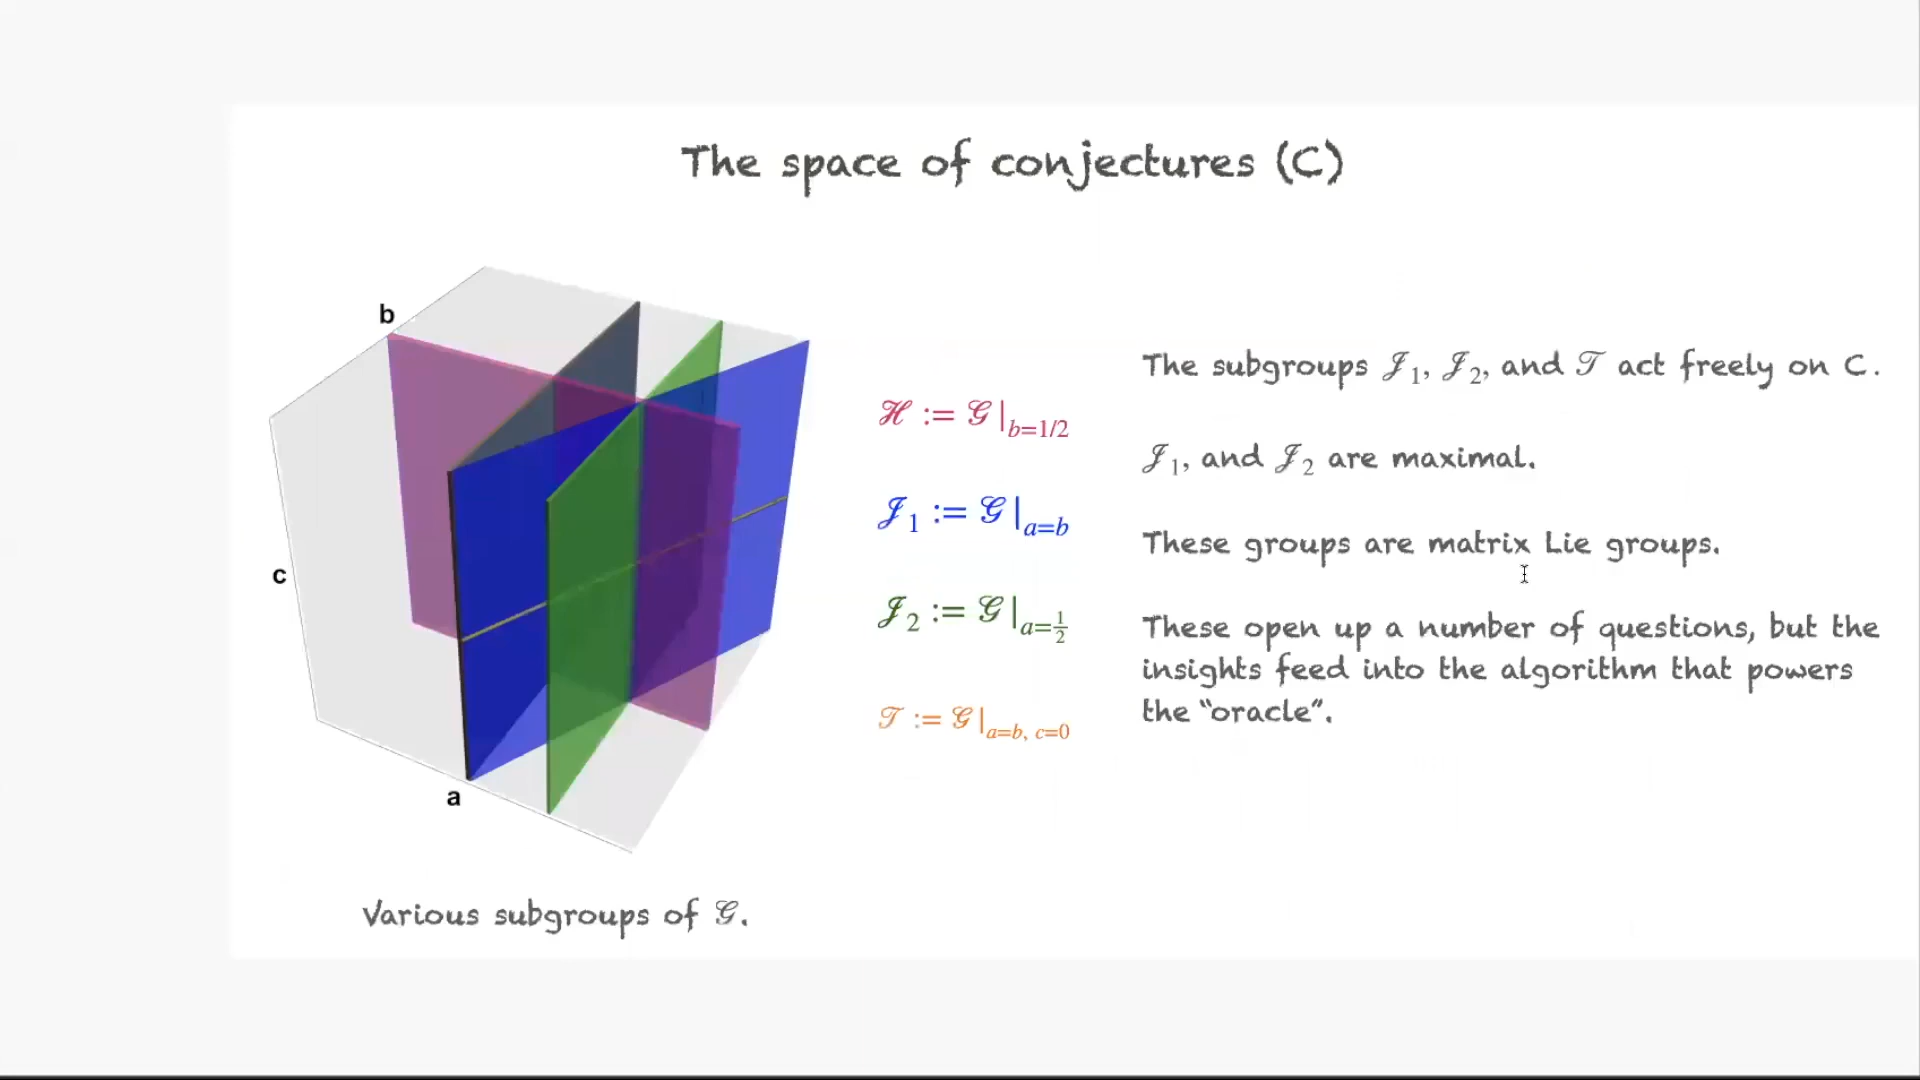 The space of conjectures (C)
b
c
a
Various subgroups of 𝒢.
ℋ := 𝒢|b=1/2
𝒥1 := 𝒢|a=b
𝒥2 := 𝒢|a=1/2
𝒯 := 𝒢|a=b, c=0
The subgroups 𝒥1, 𝒥2, and 𝒯 act freely on C.
𝒥1, and 𝒥2 are maximal.
These groups are matrix Lie groups.
These open up a number of questions, but the
insights feed into the algorithm that powers
the “oracle”.